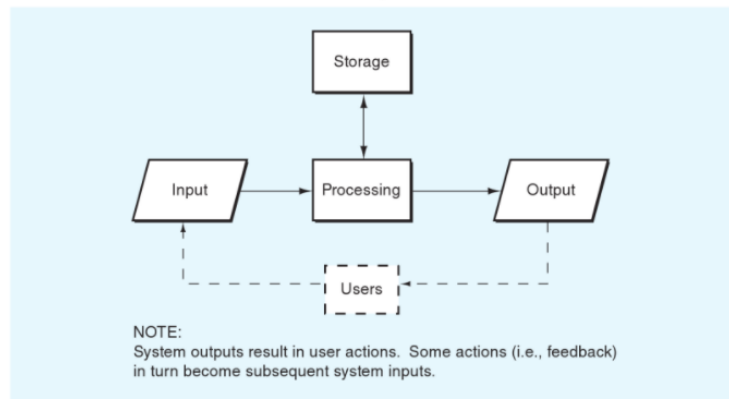 Storage
Input
Processing
Output
Users
NOTE:
System outputs result in user actions. Some actions (i.e., feedback)
in turn become subsequent system inputs.